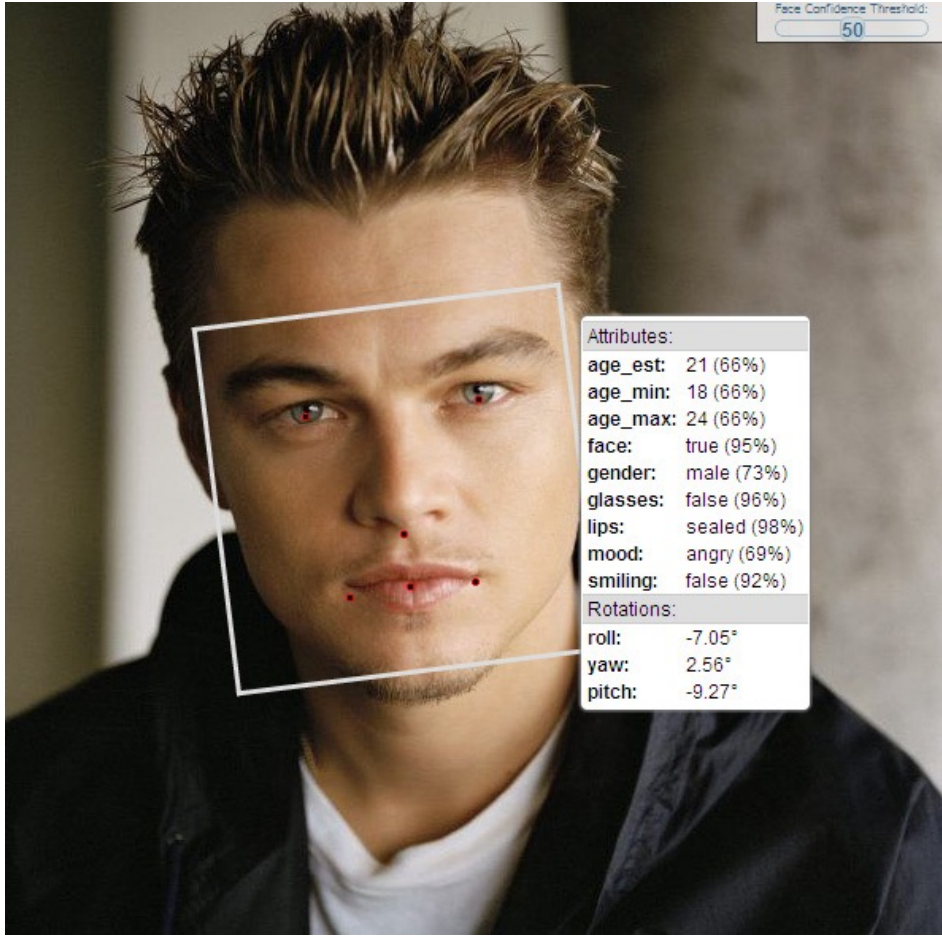 Face Confidence Threshold:
50
Attributes:
age_est: 21 (66%)
age_min: 18 (66%)
age_max: 24 (66%)
face: true (95%)
gender: male (73%)
glasses: false (96%)
lips: sealed (98%)
mood: angry (69%)
smiling: false (92%)
Rotations:
roll: -7.05°
yaw: 2.56°
pitch: -9.27°